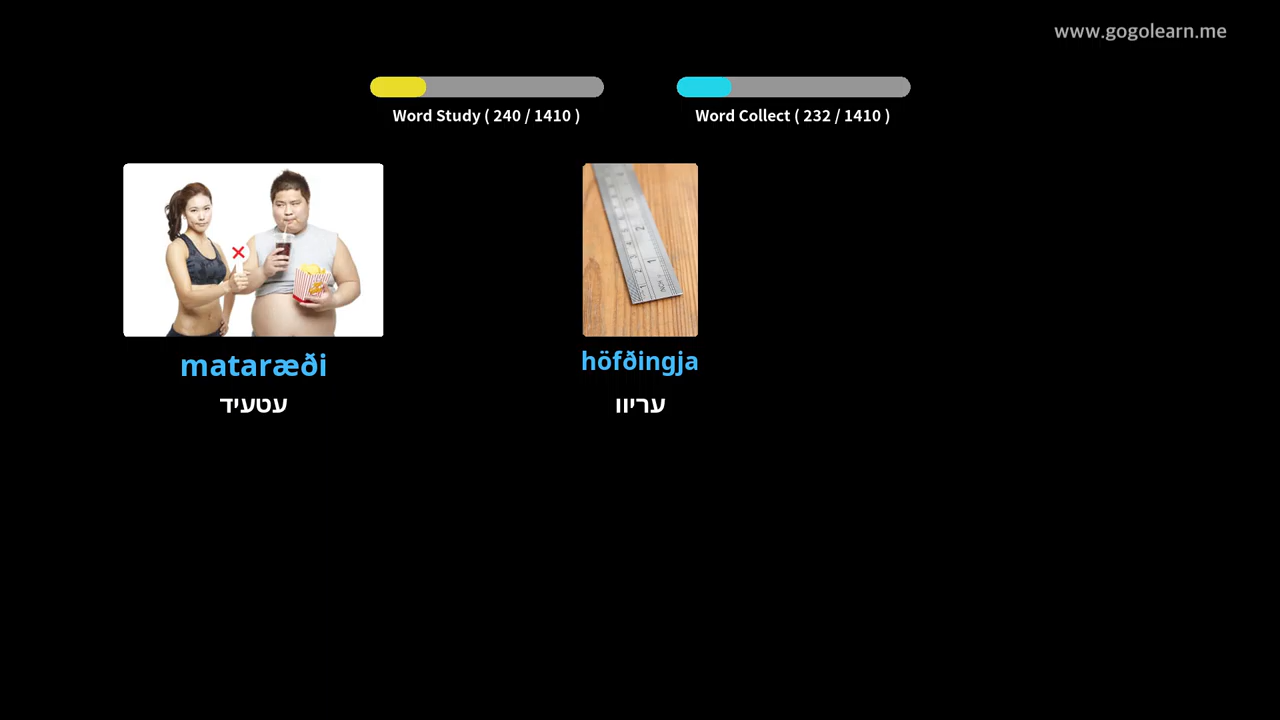 www.gogolearn.me
Word Study ( 240 / 1410 )
Word Collect ( 232 / 1410 )
mataræði
עטעיד
höfðingja
עריוו